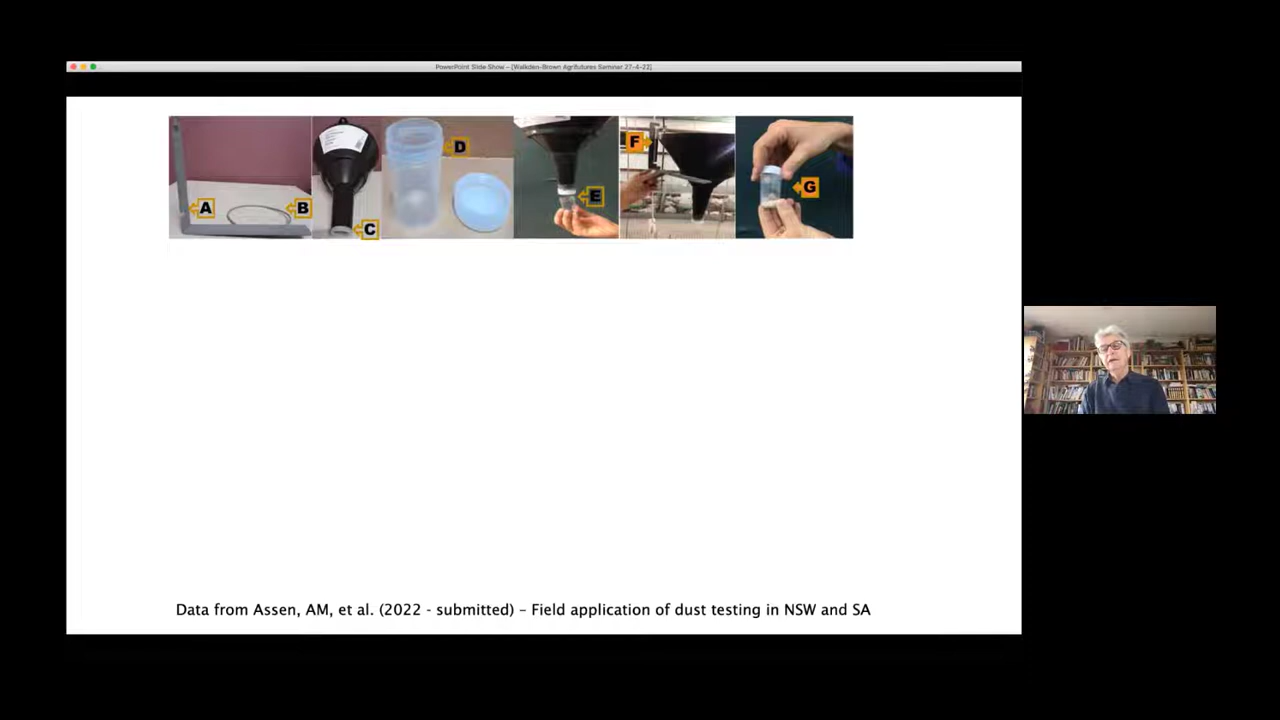 PowerPoint Slide Show - [Walkden-Brown Agrifutures Seminar 27-4-22]
A
B
C
D
E
F
G
Data from Assen, AM, et al. (2022 - submitted) – Field application of dust testing in NSW and SA